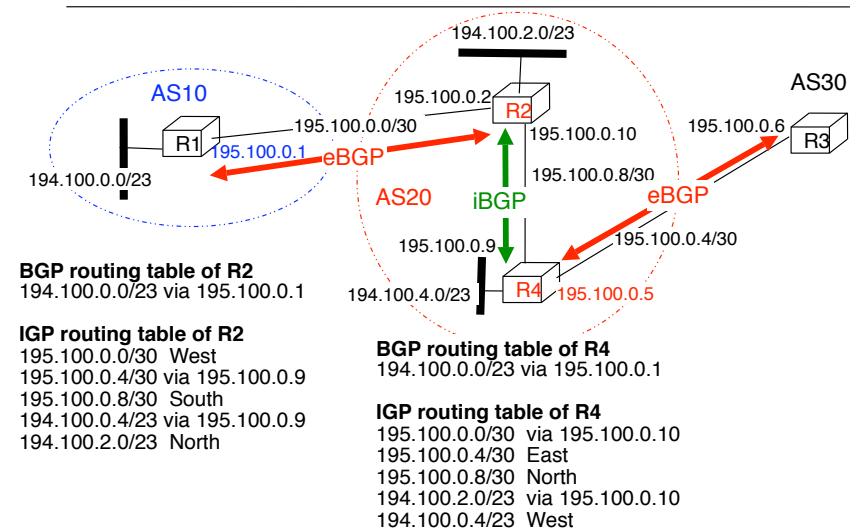 194.100.2.0/23
AS10
AS30
195.100.0.2
R2
195.100.0.6
195.100.0.0/30
R1
195.100.0.1
195.100.0.10
R3
eBGP
194.100.0.0/23
195.100.0.8/30
AS20
iBGP
eBGP
195.100.0.9
195.100.0.4/30
194.100.4.0/23
R4
195.100.0.5
BGP routing table of R2
194.100.0.0/23 via 195.100.0.1
IGP routing table of R2
195.100.0.0/30 West
195.100.0.4/30 via 195.100.0.9
195.100.0.8/30 South
194.100.0.4/23 via 195.100.0.9
194.100.2.0/23 North
BGP routing table of R4
194.100.0.0/23 via 195.100.0.1
IGP routing table of R4
195.100.0.0/30 via 195.100.0.10
195.100.0.4/30 East
195.100.0.8/30 North
194.100.2.0/23 via 195.100.0.10
194.100.0.4/23 West